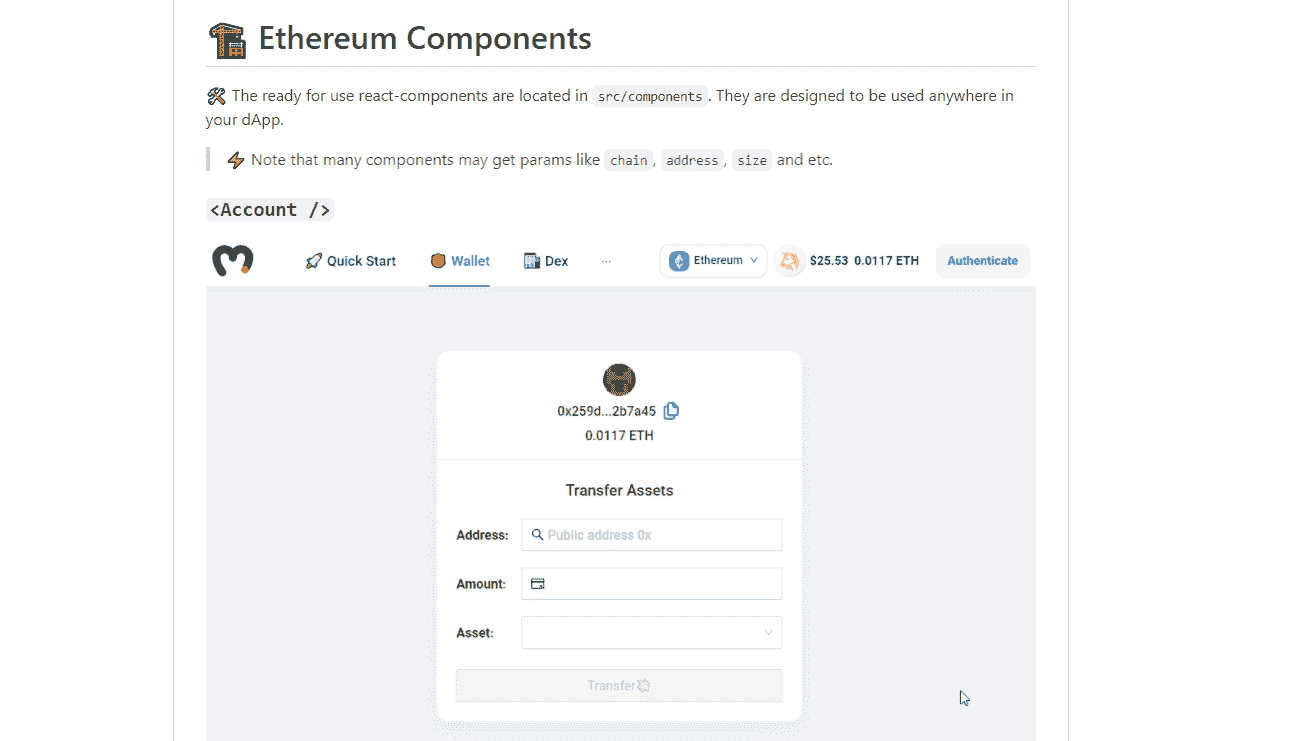 Ethereum Components
The ready for use react-components are located in src/components. They are designed to be used anywhere in
your dApp.
Note that many components may get params like chain, address, size and etc.
<Account />
Quick Start Wallet Dex ... Ethereum $25.53 0.0117 ETH Authenticate
0x259d...2b7a45
0.0117 ETH
Transfer Assets
Address: Public address 0x
Amount:
Asset:
Transfer